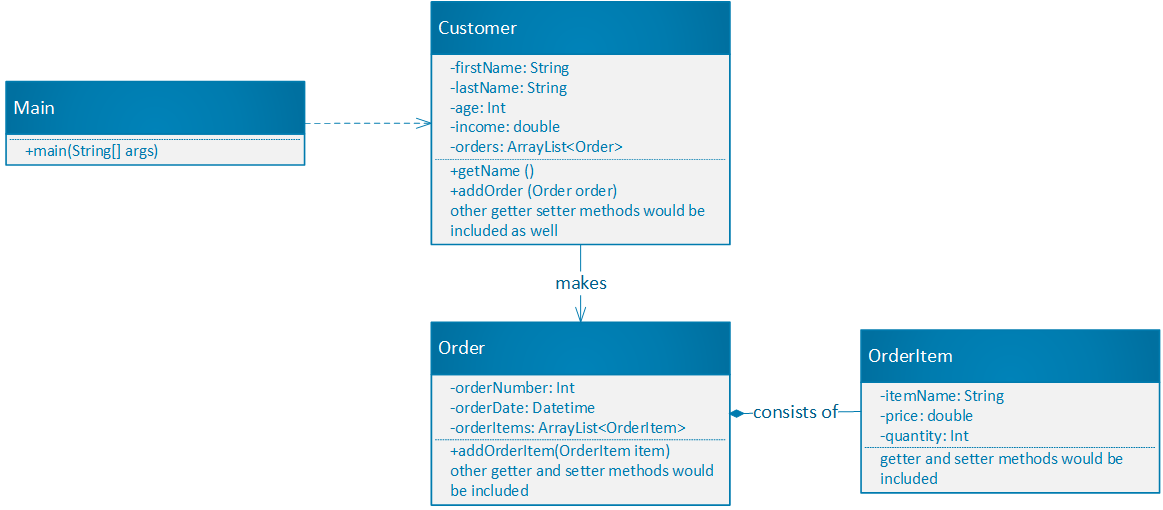 Customer
-firstName: String
-lastName: String
-age: Int
-income: double
-orders: ArrayList<Order>
+getName ()
+addOrder (Order order)
other getter setter methods would be
included as well
Main
+main(String[] args)
makes
Order
-orderNumber: Int
-orderDate: Datetime
-orderItems: ArrayList<OrderItem>
+addOrderItem(OrderItem item)
other getter and setter methods would
be included
consists of
OrderItem
-itemName: String
-price: double
-quantity: Int
getter and setter methods would be
included